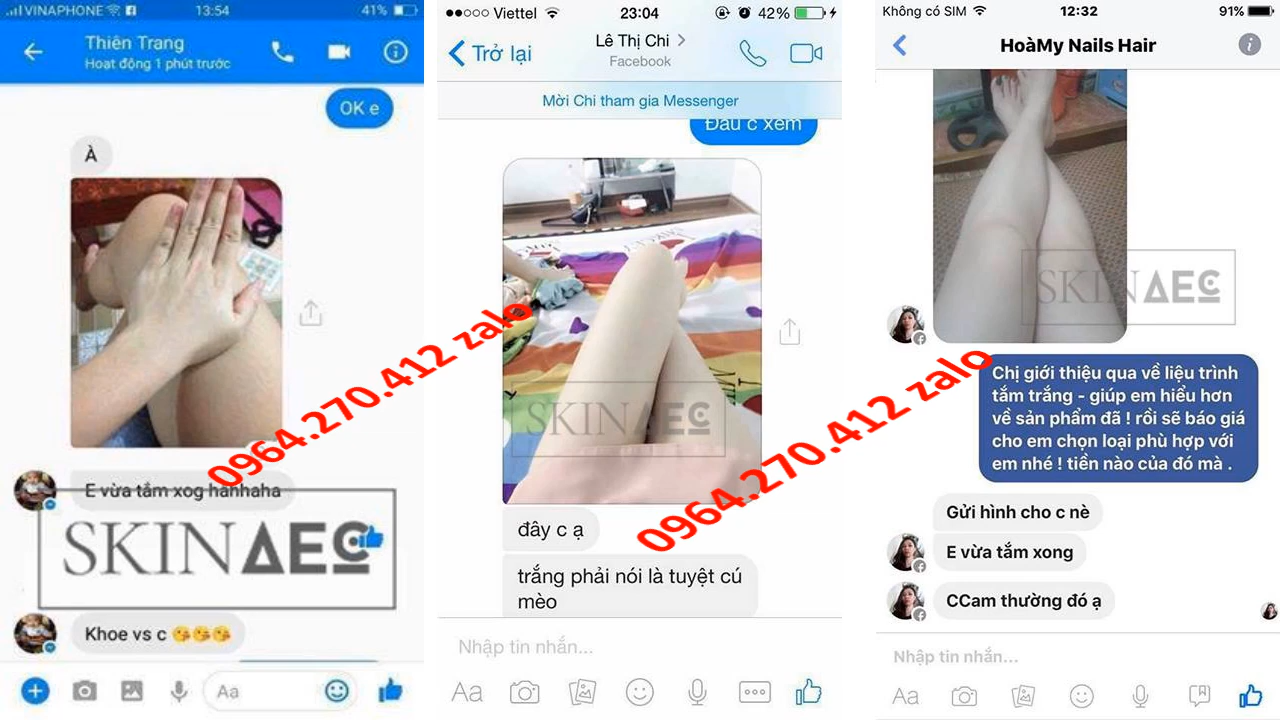 VINAPHONE
13:54
41%
Thiên Trang
Hoạt động 1 phút trước
OK e
À
E vừa tắm xog hahhaha
SKINAEC
Khoe vs c 😘😘😘
Aa
Viettel
23:04
42%
Trở lại
Lê Thị Chi
Facebook
Mời Chi tham gia Messenger
Đâu c xem
SKINAEC
đây c ạ
trắng phải nói là tuyệt cú
mèo
Nhập tin nhắn...
Aa
0964.270.412 zalo
0964.270.412 zalo
Không có SIM
12:32
91%
HoàMy Nails Hair
SKINAEC
Chị giới thiệu qua về liệu trình
tắm trắng - giúp em hiểu hơn
về sản phẩm đã ! rồi sẽ báo giá
cho em chọn loại phù hợp với
em nhé ! tiền nào của đó mà .
Gửi hình cho c nè
E vừa tắm xong
CCam thường đó ạ
Nhập tin nhắn...
Aa